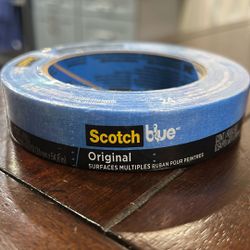 Scotch blue
Original
SURFACES MULTIPLES RUBAN POUR PEINTRES